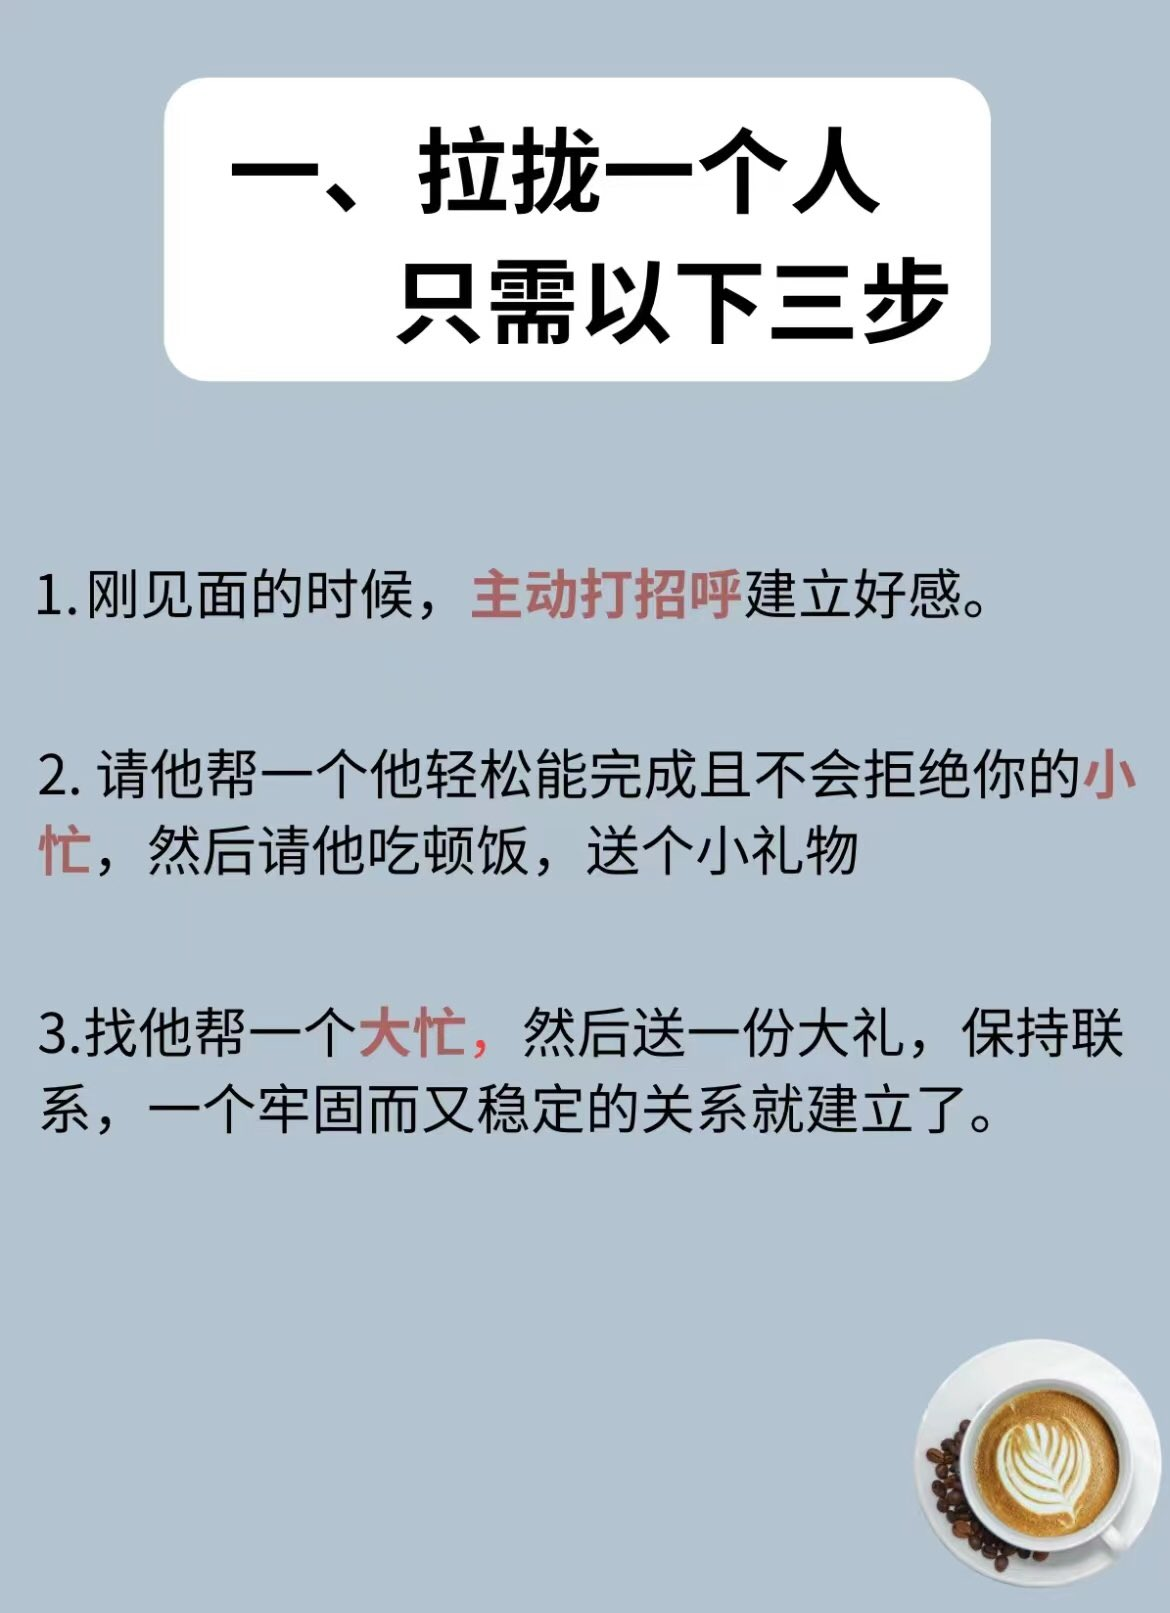 一、拉拢一个人
只需以下三步
1.刚见面的时候，主动打招呼建立好感。
2. 请他帮一个他轻松能完成且不会拒绝你的小
忙，然后请他吃顿饭，送个小礼物
3.找他帮一个大忙，然后送一份大礼，保持联
系，一个牢固而又稳定的关系就建立了。